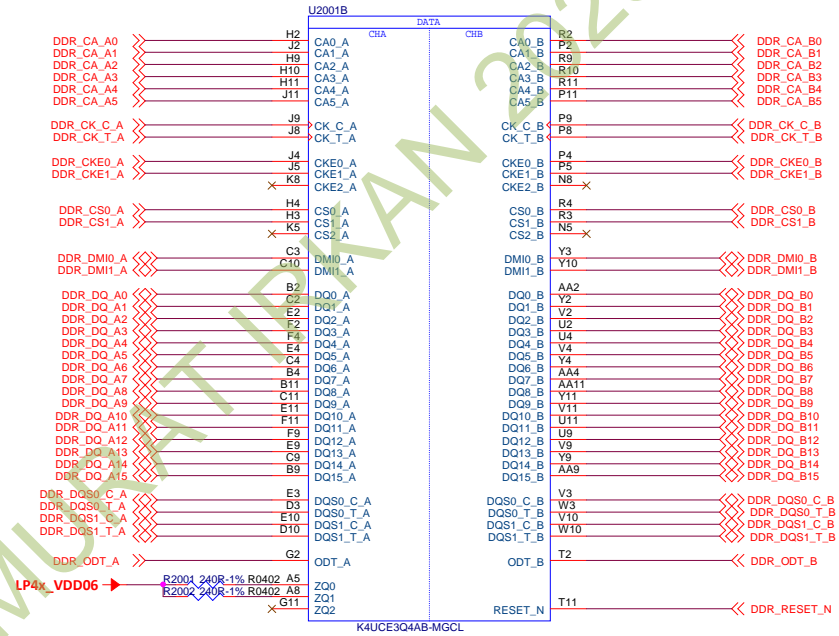 U2001B
DATA
CHA CHB
DDR_CA_A0 H2 CA0_A CA0_B R2 DDR_CA_B0
DDR_CA_A1 J2 CA1_A CA1_B P2 DDR_CA_B1
DDR_CA_A2 H9 CA2_A CA2_B R9 DDR_CA_B2
DDR_CA_A3 H10 CA3_A CA3_B R10 DDR_CA_B3
DDR_CA_A4 H11 CA4_A CA4_B R11 DDR_CA_B4
DDR_CA_A5 J11 CA5_A CA5_B P11 DDR_CA_B5
DDR_CK_C_A J9 CK_C_A CK_C_B P9 DDR_CK_C_B
DDR_CK_T_A J8 CK_T_A CK_T_B P8 DDR_CK_T_B
DDR_CKE0_A J4 CKE0_A CKE0_B P4 DDR_CKE0_B
DDR_CKE1_A J5 CKE1_A CKE1_B P5 DDR_CKE1_B
K8 CKE2_A CKE2_B N8
DDR_CS0_A H4 CS0_A CS0_B R4 DDR_CS0_B
DDR_CS1_A H3 CS1_A CS1_B R3 DDR_CS1_B
K5 CS2_A CS2_B N5
DDR_DMI0_A C3 DMI0_A DMI0_B Y3 DDR_DMI0_B
DDR_DMI1_A C10 DMI1_A DMI1_B Y10 DDR_DMI1_B
DDR_DQ_A0 B2 DQ0_A DQ0_B AA2 DDR_DQ_B0
DDR_DQ_A1 C2 DQ1_A DQ1_B Y2 DDR_DQ_B1
DDR_DQ_A2 E2 DQ2_A DQ2_B V2 DDR_DQ_B2
DDR_DQ_A3 F2 DQ3_A DQ3_B U2 DDR_DQ_B3
DDR_DQ_A4 F4 DQ4_A DQ4_B U4 DDR_DQ_B4
DDR_DQ_A5 E4 DQ5_A DQ5_B V4 DDR_DQ_B5
DDR_DQ_A6 C4 DQ6_A DQ6_B Y4 DDR_DQ_B6
DDR_DQ_A7 B4 DQ7_A DQ7_B AA4 DDR_DQ_B7
DDR_DQ_A8 B11 DQ8_A DQ8_B AA11 DDR_DQ_B8
DDR_DQ_A9 C11 DQ9_A DQ9_B Y11 DDR_DQ_B9
DDR_DQ_A10 E11 DQ10_A DQ10_B V11 DDR_DQ_B10
DDR_DQ_A11 F11 DQ11_A DQ11_B U11 DDR_DQ_B11
DDR_DQ_A12 F9 DQ12_A DQ12_B U9 DDR_DQ_B12
DDR_DQ_A13 E9 DQ13_A DQ13_B V9 DDR_DQ_B13
DDR_DQ_A14 C9 DQ14_A DQ14_B Y9 DDR_DQ_B14
DDR_DQ_A15 B9 DQ15_A DQ15_B AA9 DDR_DQ_B15
DDR_DQS0_C_A E3 DQS0_C_A DQS0_C_B V3 DDR_DQS0_C_B
DDR_DQS0_T_A D3 DQS0_T_A DQS0_T_B W3 DDR_DQS0_T_B
DDR_DQS1_C_A E10 DQS1_C_A DQS1_C_B V10 DDR_DQS1_C_B
DDR_DQS1_T_A D10 DQS1_T_A DQS1_T_B W10 DDR_DQS1_T_B
DDR_ODT_A G2 ODT_A ODT_B T2 DDR_ODT_B
LP4x_VDD06 R2001 240R-1% R0402 A5 ZQ0
R2002 240R-1% R0402 A8 ZQ1
G11 ZQ2 RESET_N T11 DDR_RESET_N
K4UCE3Q4AB-MGCL
MURAT IRKAN